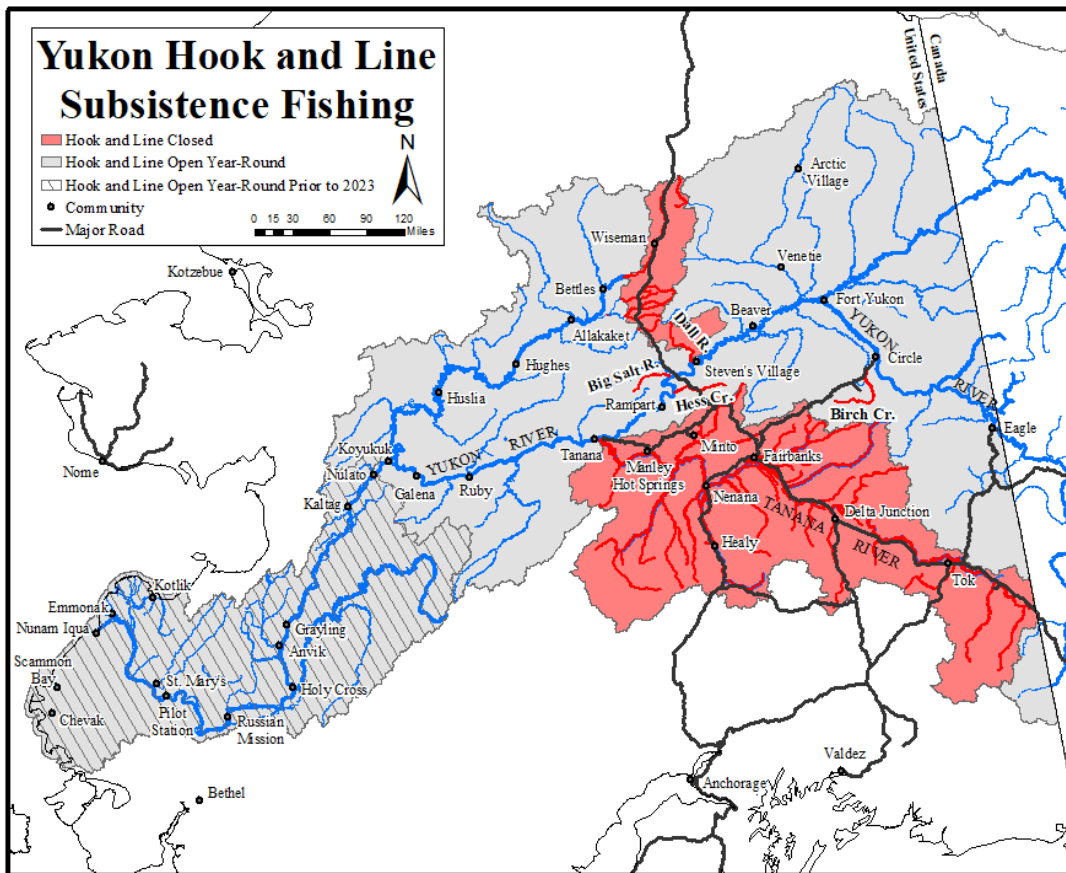 Yukon Hook and Line
Subsistence Fishing
Hook and Line Closed
Hook and Line Open Year-Round
Hook and Line Open Year-Round Prior to 2023
Community
Major Road
N
0 15 30 60 90 120
Miles
Canada
United States
Arctic
Village
Wiseman
Kotzebue
Venetie
Bettles
Fort Yukon
Beaver
Allakaket
Dall R.
YUKON
Circle
Hughes
Steven's Village
Big Salt R.
Huslia
Rampart
Hess Cr.
RIVER
Birch Cr.
Eagle
RIVER
Koyukuk
YUKON
Tanana
Minto
Fairbanks
Nome
Nulato
Galena
Ruby
Manley
Hot Springs
Nenana
Kaltag
TANANA
Delta Junction
Healy
RIVER
Tok
Kotlik
Emmonak
Nunam Iqua
Grayling
Anvik
Scammon
Bay
St. Mary's
Holy Cross
Chevak
Pilot
Station
Russian
Mission
Valdez
Anchorage
Bethel